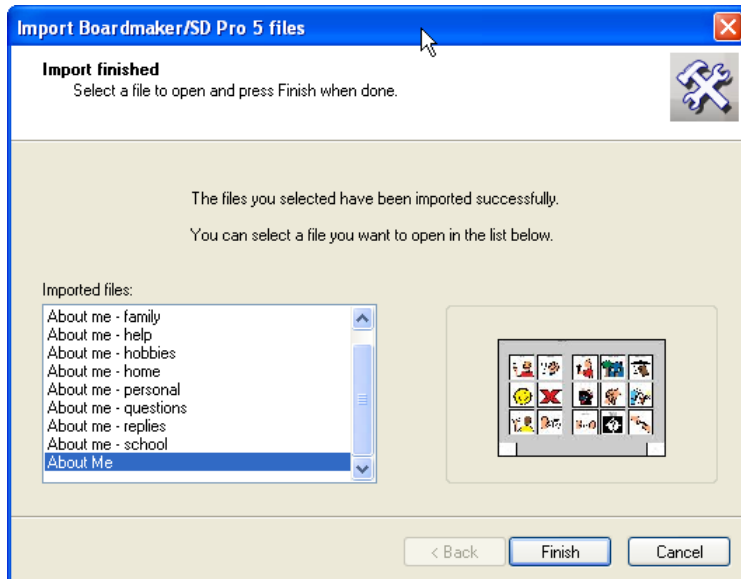 Import Boardmaker/SD Pro 5 files
Import finished
Select a file to open and press Finish when done.
The files you selected have been imported successfully.
You can select a file you want to open in the list below.
Imported files:
About me - family
About me - help
About me - hobbies
About me - home
About me - personal
About me - questions
About me - replies
About me - school
About Me
< Back
Finish
Cancel